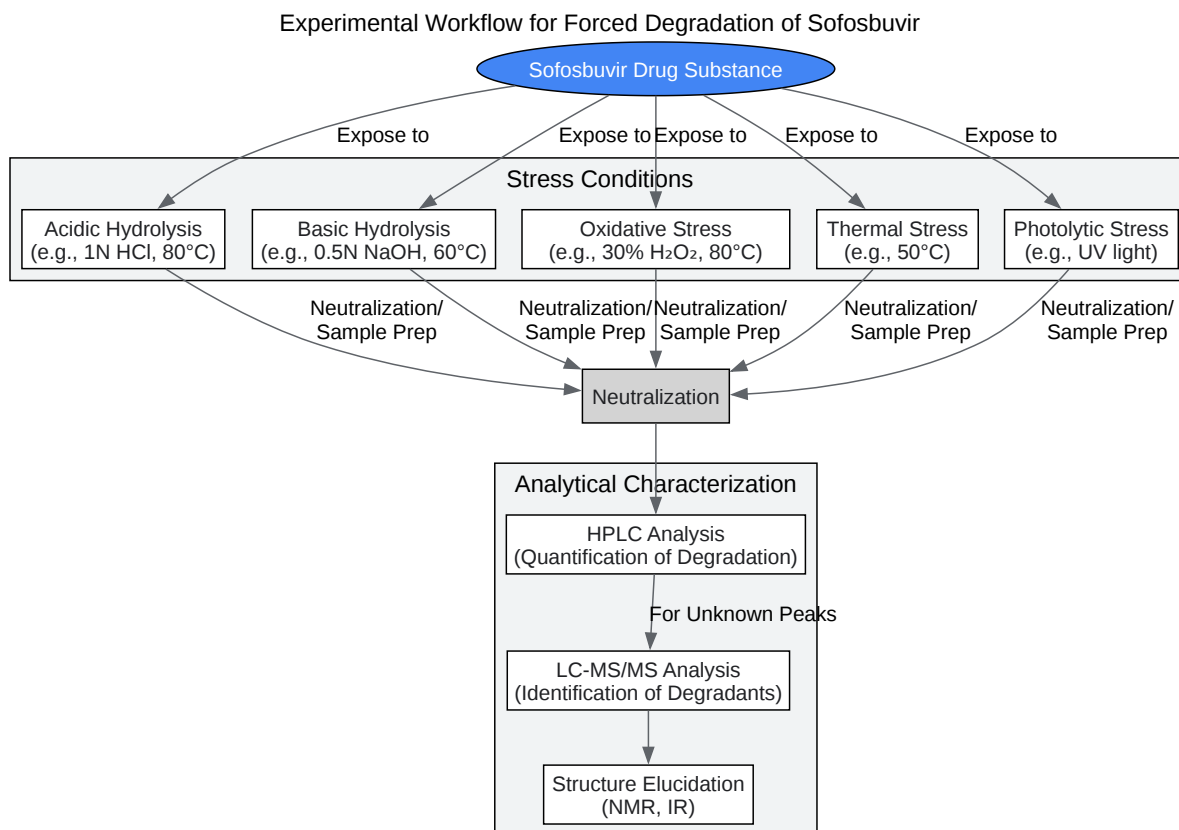 Experimental Workflow for Forced Degradation of Sofosbuvir
Sofosbuvir Drug Substance
Expose to
Expose to
Expose to
Expose to
Expose to
Stress Conditions
Acidic Hydrolysis
(e.g., 1N HCl, 80°C)
Basic Hydrolysis
(e.g., 0.5N NaOH, 60°C)
Oxidative Stress
(e.g., 30% H₂O₂, 80°C)
Thermal Stress
(e.g., 50°C)
Photolytic Stress
(e.g., UV light)
Neutralization/
Sample Prep
Neutralization/
Sample Prep
Neutralization/
Sample Prep
Neutralization/
Sample Prep
Neutralization/
Sample Prep
Neutralization
Analytical Characterization
HPLC Analysis
(Quantification of Degradation)
For Unknown Peaks
LC-MS/MS Analysis
(Identification of Degradants)
Structure Elucidation
(NMR, IR)